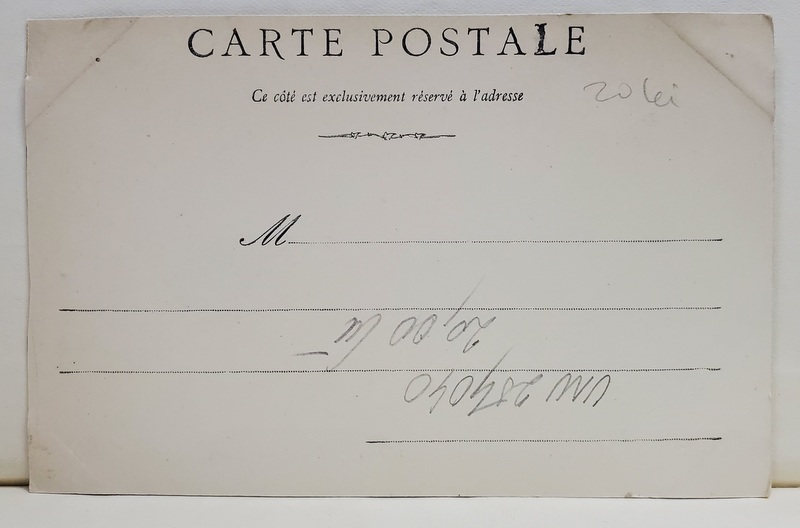 CARTE POSTALE
Ce côté est exclusivement réservé à l'adresse
20 lei
M
20,00 lei